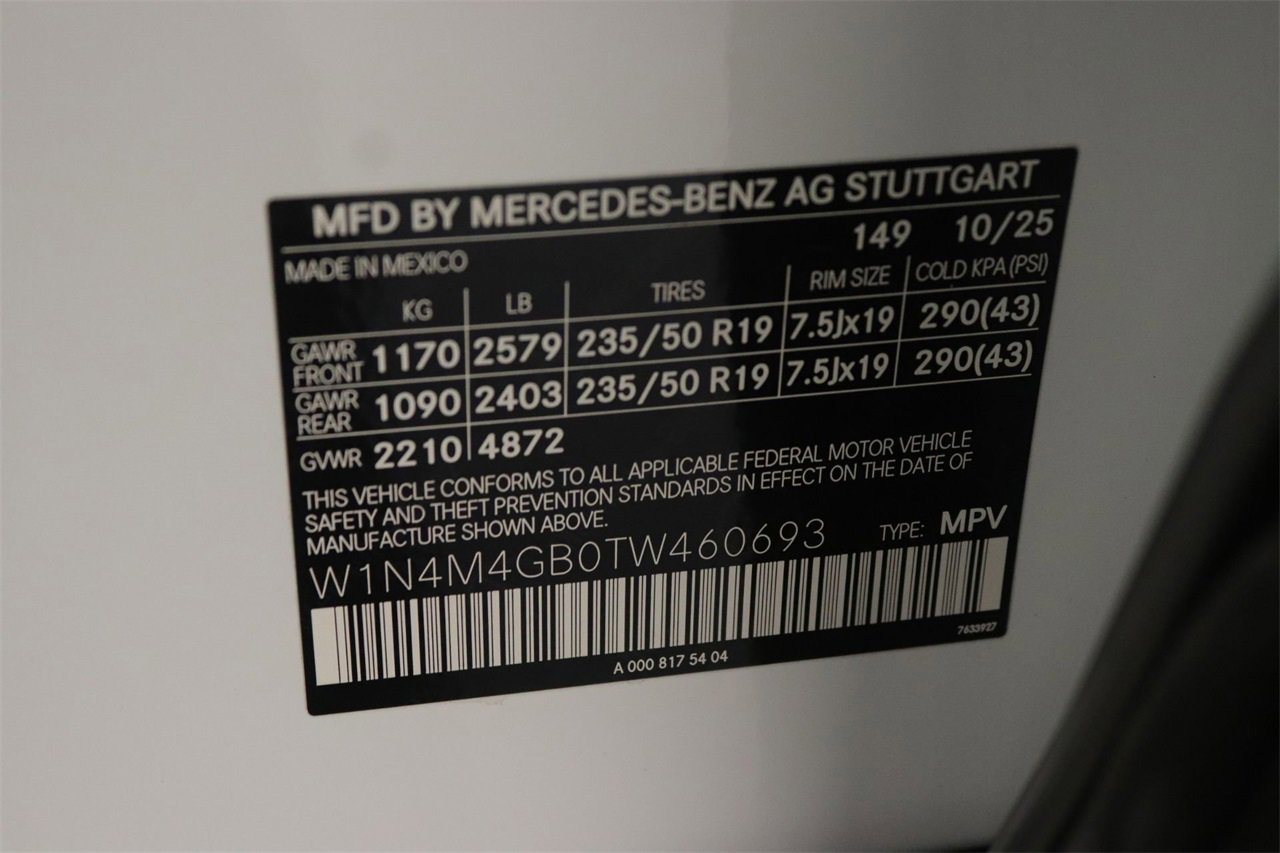 MFD BY MERCEDES-BENZ AG STUTTGART
MADE IN MEXICO 149 10/25
KG LB TIRES RIM SIZE COLD KPA (PSI)
GAWR FRONT 1170 2579 235/50 R19 7.5Jx19 290(43)
GAWR REAR 1090 2403 235/50 R19 7.5Jx19 290(43)
GVWR 2210 4872
THIS VEHICLE CONFORMS TO ALL APPLICABLE FEDERAL MOTOR VEHICLE
SAFETY AND THEFT PREVENTION STANDARDS IN EFFECT ON THE DATE OF
MANUFACTURE SHOWN ABOVE.
W1N4M4GB0TW460693 TYPE: MPV
7633927
A 000 817 54 04